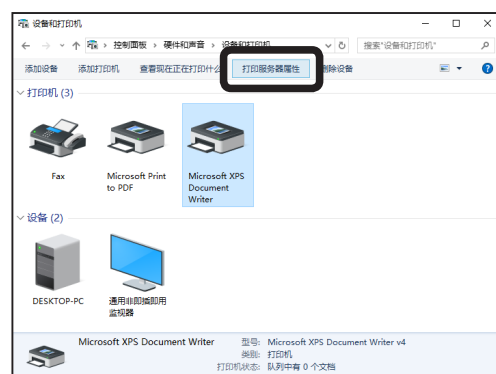 设备和打印机
控制面板 › 硬件和声音 › 设备和打印机
搜索"设备和打印机"
添加设备 添加打印机 查看现在正在打印什么 打印服务器属性 删除设备
打印机 (3)
Fax
Microsoft Print
to PDF
Microsoft XPS
Document
Writer
设备 (2)
DESKTOP-PC
通用非即插即用
监视器
Microsoft XPS Document Writer
型号: Microsoft XPS Document Writer v4
类别: 打印机
打印机状态: 队列中有 0 个文档